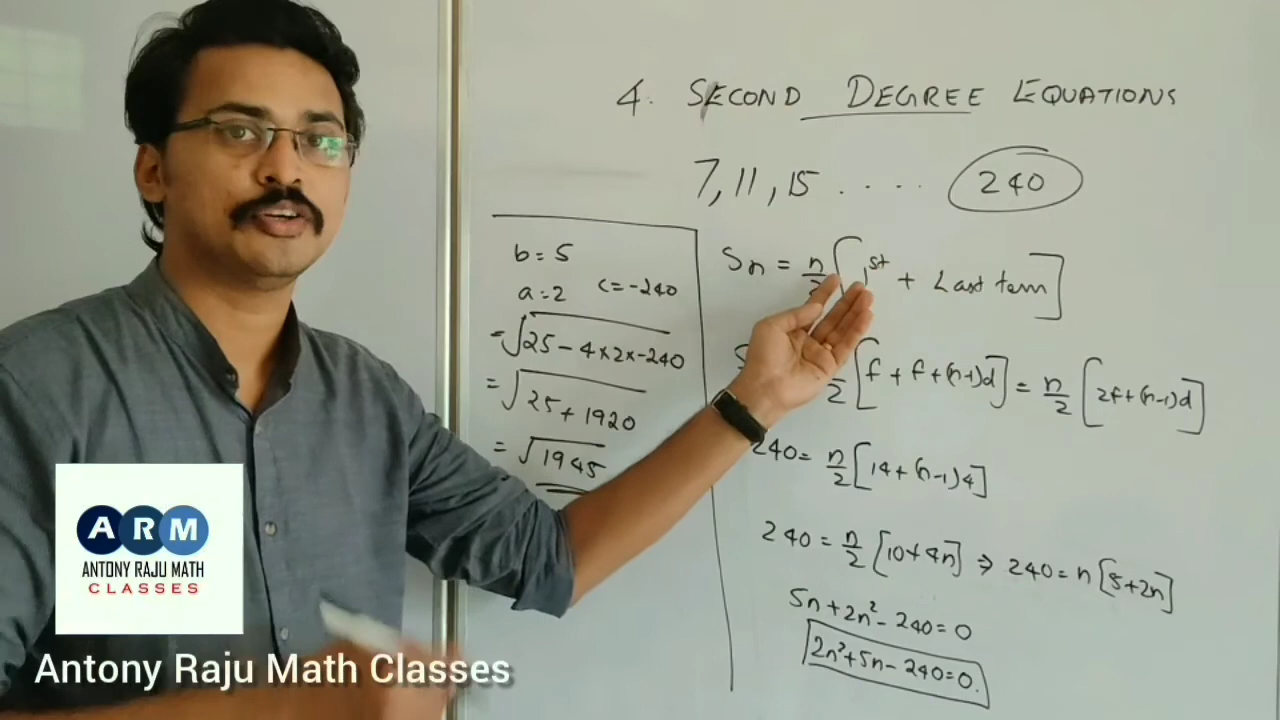 4. SECOND DEGREE EQUATIONS
7, 11, 15 ..... 240
b=5
a=2 c=-240
=√25-4×2×-240
=√25+1920
=√1945
Sn = n/2[1st + Last term]
S 2[f+f+(n-1)d] = n/2[2f+(n-1)d]
240= n/2[14+(n-1)4]
240= n/2[10+4n] ⇒ 240=n[5+2n]
5n+2n²-240=0
2n²+5n-240=0.
ARM
ANTONY RAJU MATH
CLASSES
Antony Raju Math Classes